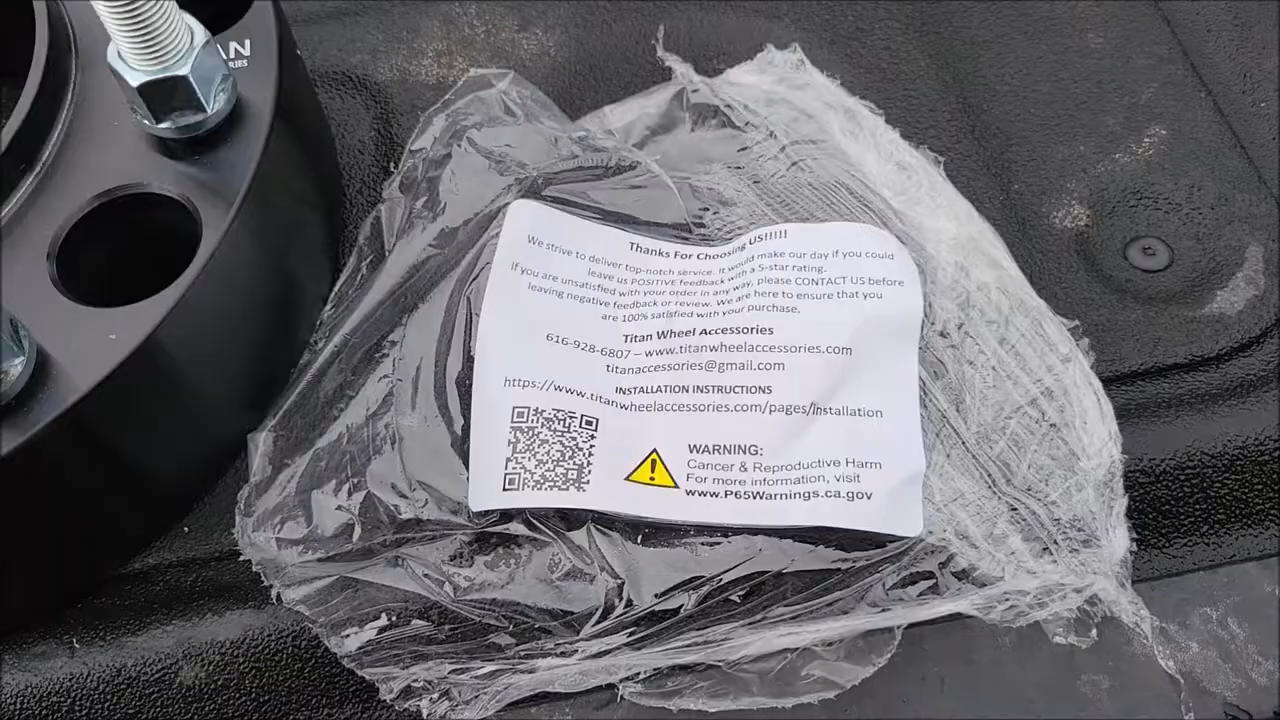 AN
RIES
Thanks For Choosing US!!!!!
We strive to deliver top-notch service. It would make our day if you could
leave us POSITIVE feedback with a 5-star rating.
If you are unsatisfied with your order in any way, please CONTACT US before
leaving negative feedback or review. We are here to ensure that you
are 100% satisfied with your purchase.
Titan Wheel Accessories
616-928-6807 – www.titanwheelaccessories.com
titanaccessories@gmail.com
INSTALLATION INSTRUCTIONS
https://www.titanwheelaccessories.com/pages/installation
WARNING:
Cancer & Reproductive Harm
For more information, visit
www.P65Warnings.ca.gov